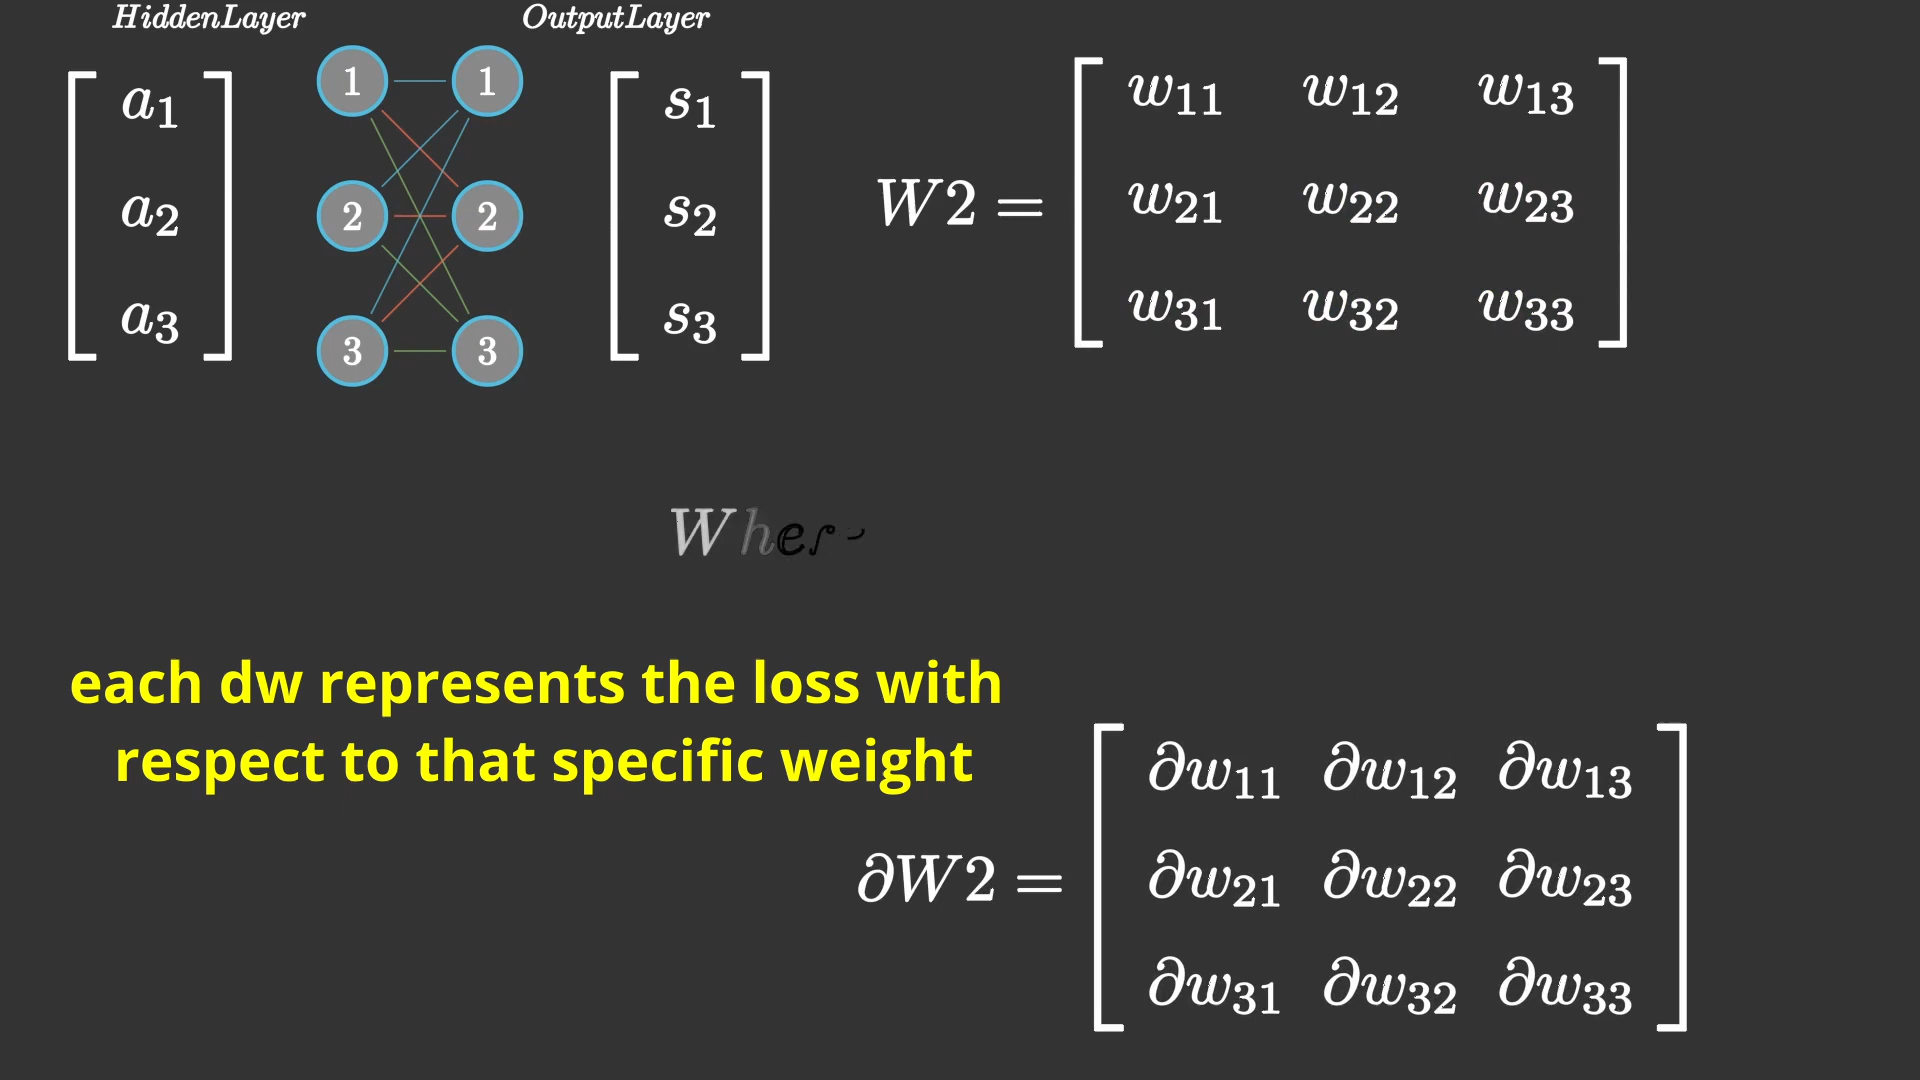 HiddenLayer
OutputLayer
a1
a2
a3
1 1
2 2
3 3
s1
s2
s3
W2 =
w11 w12 w13
w21 w22 w23
w31 w32 w33
each dw represents the loss with
respect to that specific weight
∂W2 =
∂w11 ∂w12 ∂w13
∂w21 ∂w22 ∂w23
∂w31 ∂w32 ∂w33